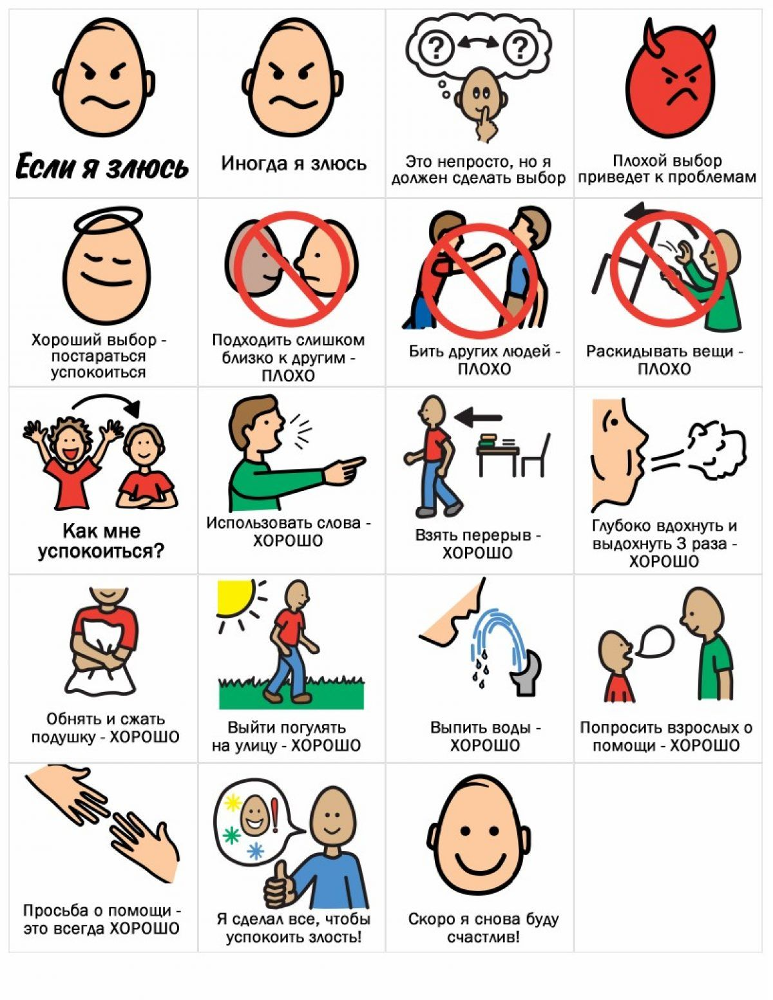 Если я злюсь
Иногда я злюсь
Это непросто, но я
должен сделать выбор
Плохой выбор
приведет к проблемам
Хороший выбор -
постараться
успокоиться
Подходить слишком
близко к другим -
ПЛОХО
Бить других людей -
ПЛОХО
Раскидывать вещи -
ПЛОХО
Как мне
успокоиться?
Использовать слова -
ХОРОШО
Взять перерыв -
ХОРОШО
Глубоко вдохнуть и
выдохнуть 3 раза -
ХОРОШО
Обнять и сжать
подушку - ХОРОШО
Выйти погулять
на улицу - ХОРОШО
Выпить воды -
ХОРОШО
Попросить взрослых о
помощи - ХОРОШО
Просьба о помощи -
это всегда ХОРОШО
Я сделал все, чтобы
успокоить злость!
Скоро я снова буду
счастлив!